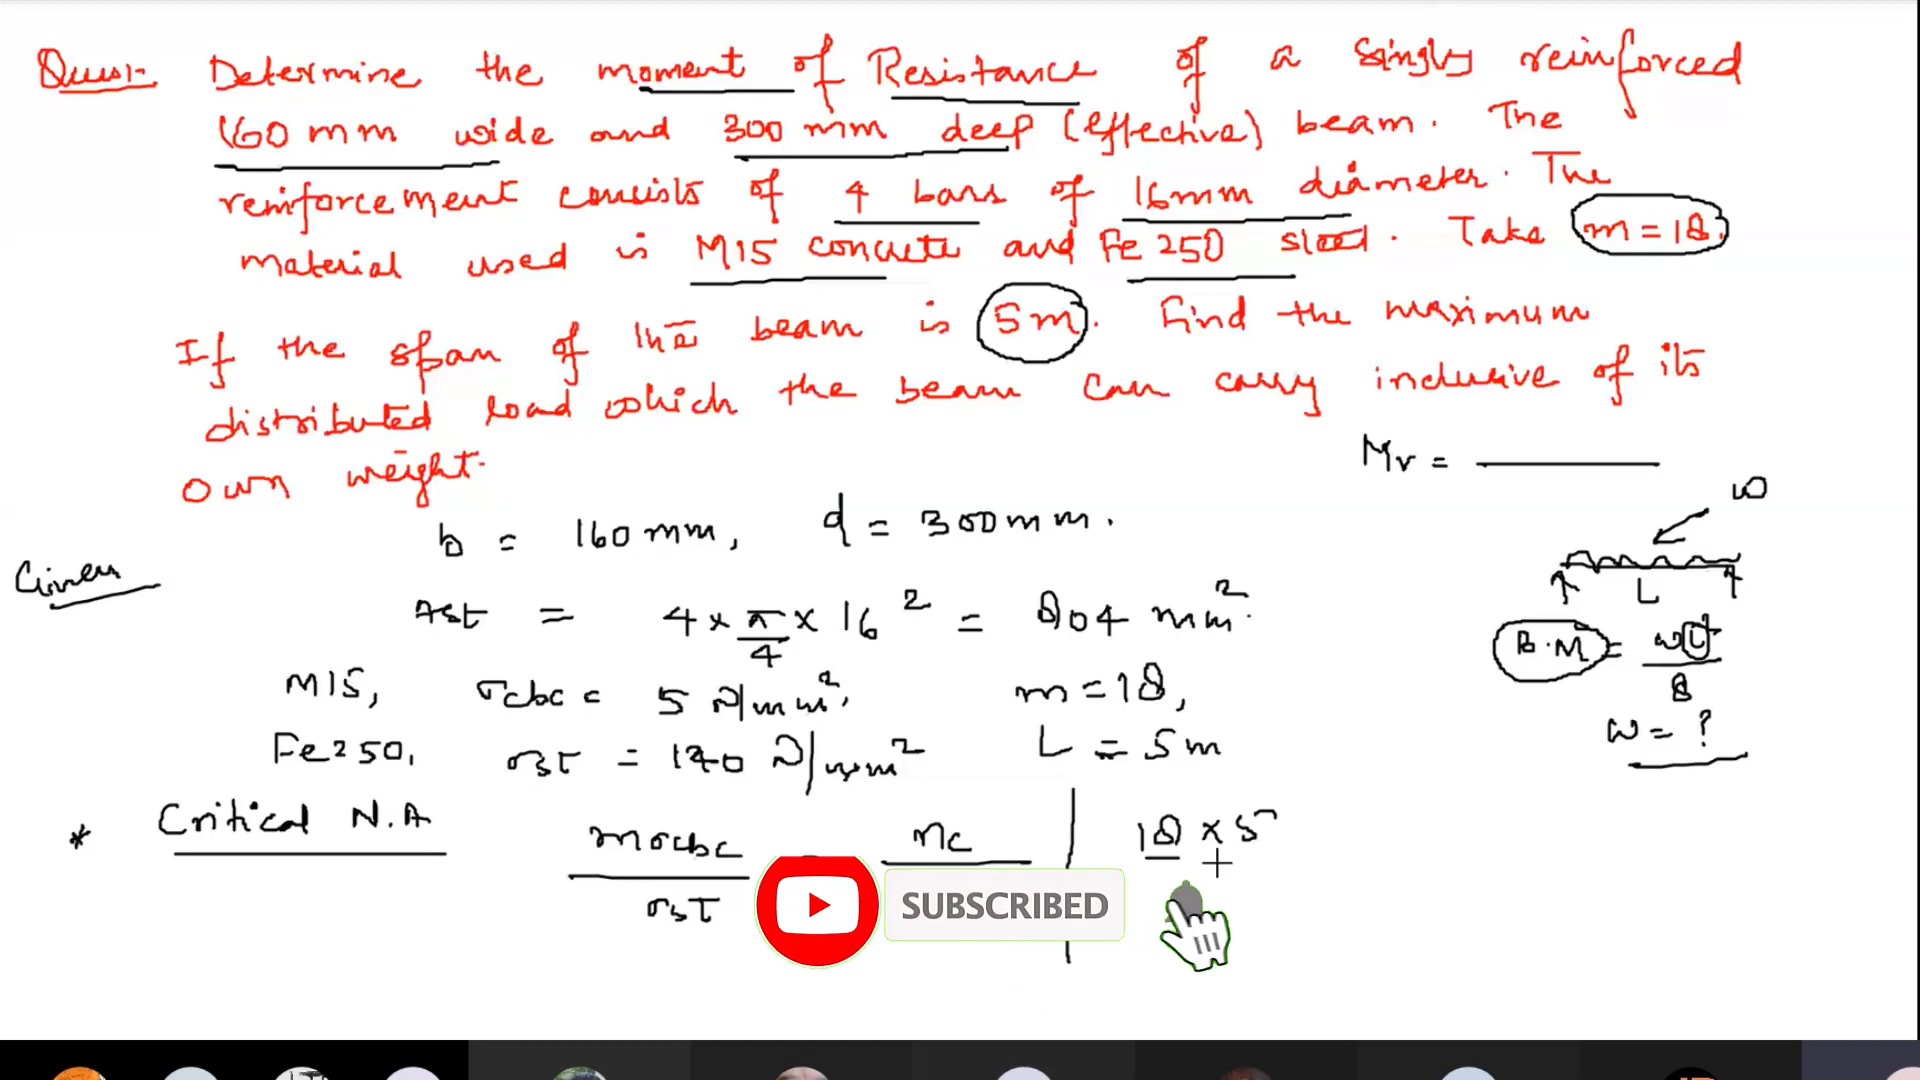 Ques:- Determine the moment of Resistance of a singly reinforced
160 mm wide and 300 mm deep (effective) beam. The
reinforcement consists of 4 bars of 16mm diameter. The
material used is M15 concrete and Fe 250 steel. Take m = 18.
If the span of the beam is 5m. Find the maximum
distributed load which the beam can carry inclusive of its
own weight.
Mr = 
w
L
B.M = wl²/8
w = ?
Given
b = 160 mm, d = 300 mm.
Ast = 4 × π/4 × 16² = 804 mm².
M15, σcbc = 5 N/mm², m = 18,
Fe 250, σst = 140 N/mm² L = 5 m
* Critical N.A mσcbc/σst nc 18 × 5
SUBSCRIBED